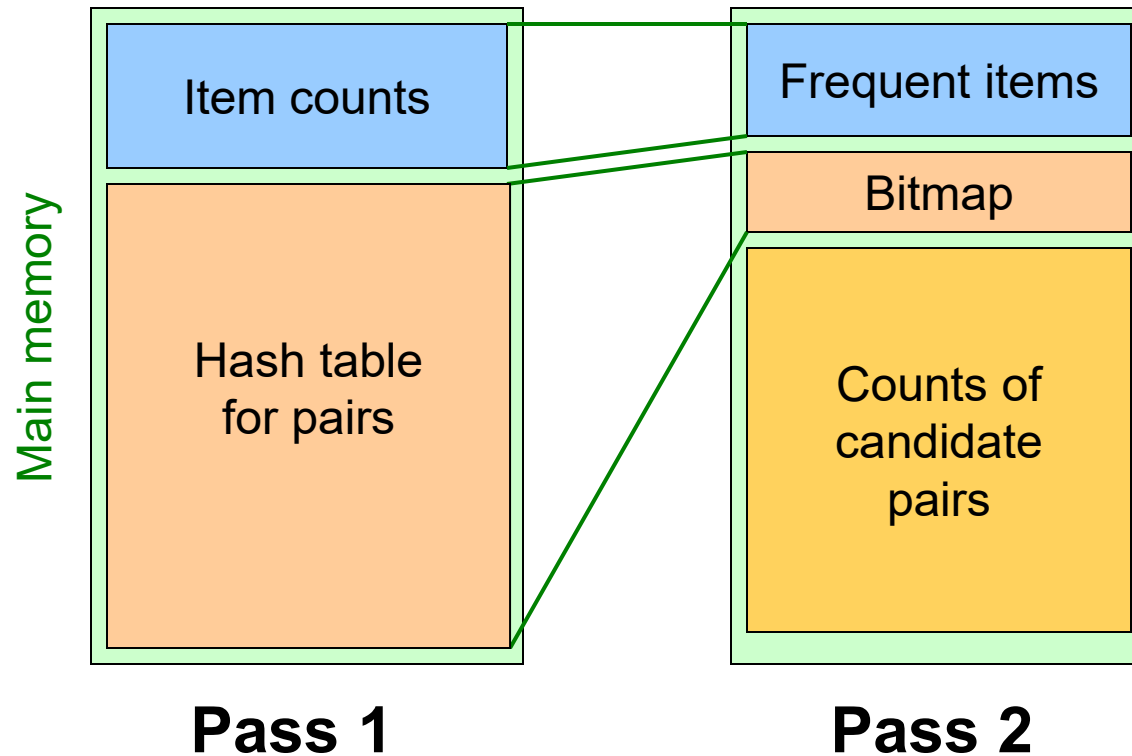 Main memory
Item counts
Hash table
for pairs
Pass 1
Frequent items
Bitmap
Counts of
candidate
pairs
Pass 2